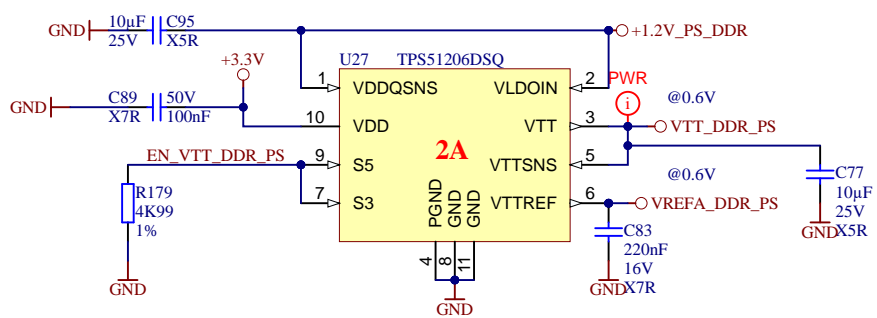 10µF C95
GND
25V X5R
+1.2V_PS_DDR
+3.3V
U27 TPS51206DSQ
PWR
i
1 VDDQSNS VLDOIN 2
@0.6V
C89 50V
GND
X7R 100nF
10 VDD VTT 3
VTT_DDR_PS
2A
EN_VTT_DDR_PS
9 S5 VTTSNS 5
@0.6V
C77
10µF
25V
X5R
GND
R179
4K99
1%
GND
7 S3 VTTREF 6
VREFA_DDR_PS
PGND
GND
GND
4
8
11
GND
C83
220nF
16V
X7R
GND